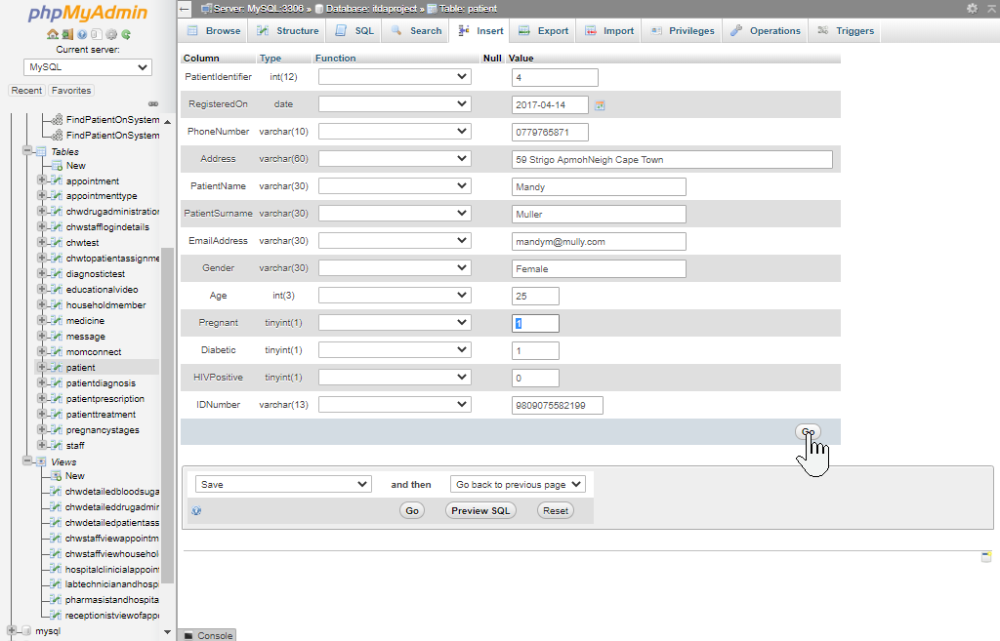 phpMyAdmin
Current server:
MySQL
Recent Favorites
FindPatientOnSystem
FindPatientOnSystem
Tables
New
appointment
appointmenttype
chwdrugadministration
chwstafflogindetails
chwtest
chwtopatientassignme
diagnostictest
educationalvideo
householdmember
medicine
message
momconnect
patient
patientdiagnosis
patientprescription
patienttreatment
pregnancystages
staff
Views
New
chwdetailedbloodsuga
chwdetaileddrugadmir
chwdetailedpatientass
chwstaffviewappointm
chwstaffviewhousehol
hospitalclinicialappoin
labtechnicianandhosp
pharmasistandhospita
receptionistviewofapp
mysql
Server: MySQL:3306 » Database: itdaproject » Table: patient
Browse Structure SQL Search Insert Export Import Privileges Operations Triggers
Column Type Function Null Value
PatientIdentifier int(12) 4
RegisteredOn date 2017-04-14
PhoneNumber varchar(10) 0779765871
Address varchar(60) 59 Strigo ApmohNeigh Cape Town
PatientName varchar(30) Mandy
PatientSurname varchar(30) Muller
EmailAddress varchar(30) mandym@mully.com
Gender varchar(30) Female
Age int(3) 25
Pregnant tinyint(1) 1
Diabetic tinyint(1) 1
HIVPositive tinyint(1) 0
IDNumber varchar(13) 9809075582199
Go
Save and then Go back to previous page
Go Preview SQL Reset
Console